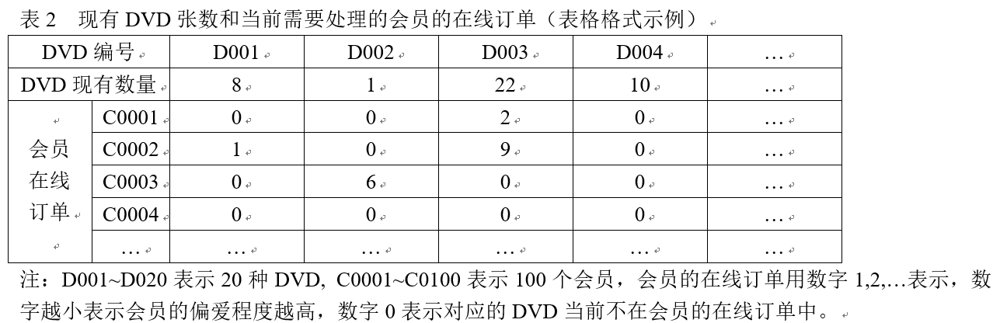 表 2 现有 DVD 张数和当前需要处理的会员的在线订单（表格格式示例）
DVD 编号 D001 D002 D003 D004 …
DVD 现有数量 8 1 22 10 …
会员
在线
订单
C0001 0 0 2 0 …
C0002 1 0 9 0 …
C0003 0 6 0 0 …
C0004 0 0 0 0 …
… … … … … …
注：D001~D020 表示 20 种 DVD, C0001~C0100 表示 100 个会员，会员的在线订单用数字 1,2,…表示，数
字越小表示会员的偏爱程度越高，数字 0 表示对应的 DVD 当前不在会员的在线订单中。